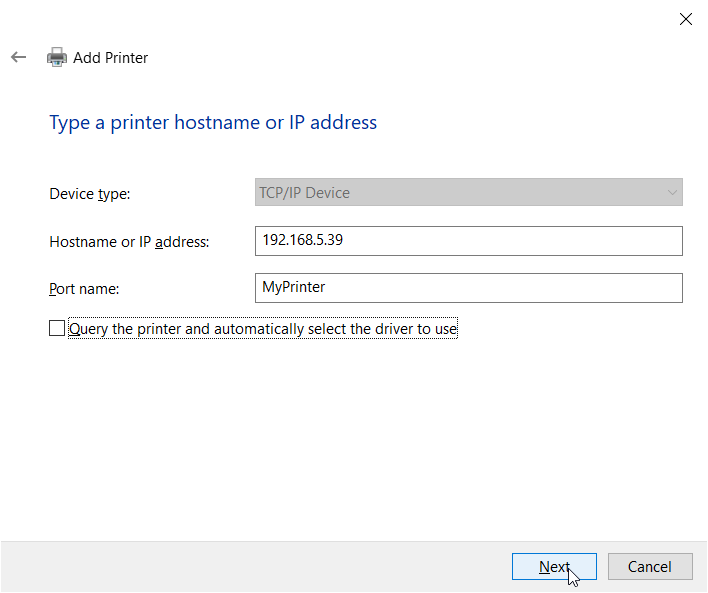 Add Printer
Type a printer hostname or IP address
Device type: TCP/IP Device
Hostname or IP address: 192.168.5.39
Port name: MyPrinter
Query the printer and automatically select the driver to use
Next Cancel